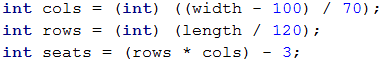 int cols = (int) ((width - 100) / 70);
int rows = (int) (length / 120);
int seats = (rows * cols) - 3;